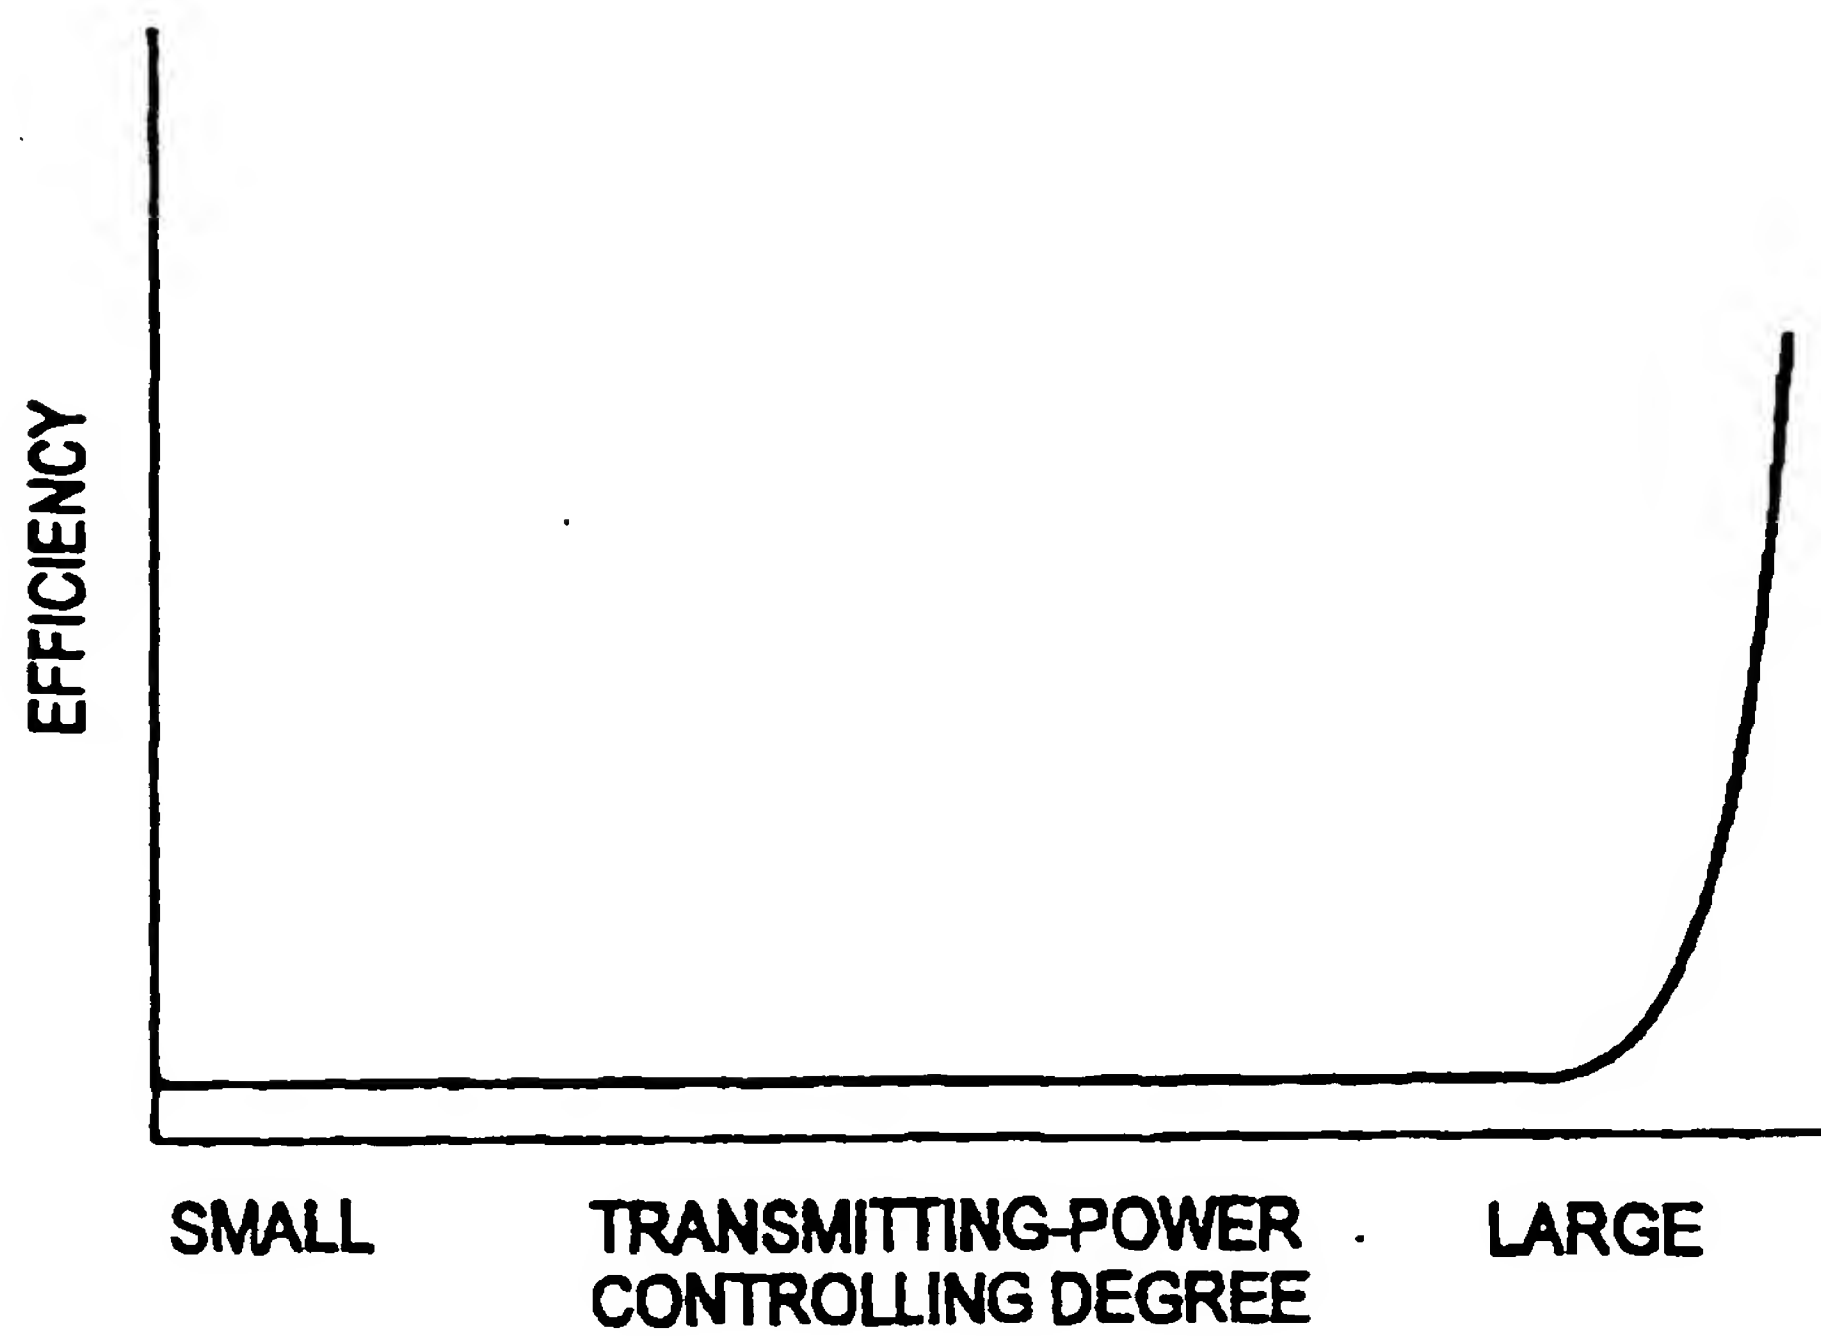 EFFICIENCY
SMALL
TRANSMITTING-POWER
CONTROLLING DEGREE
LARGE